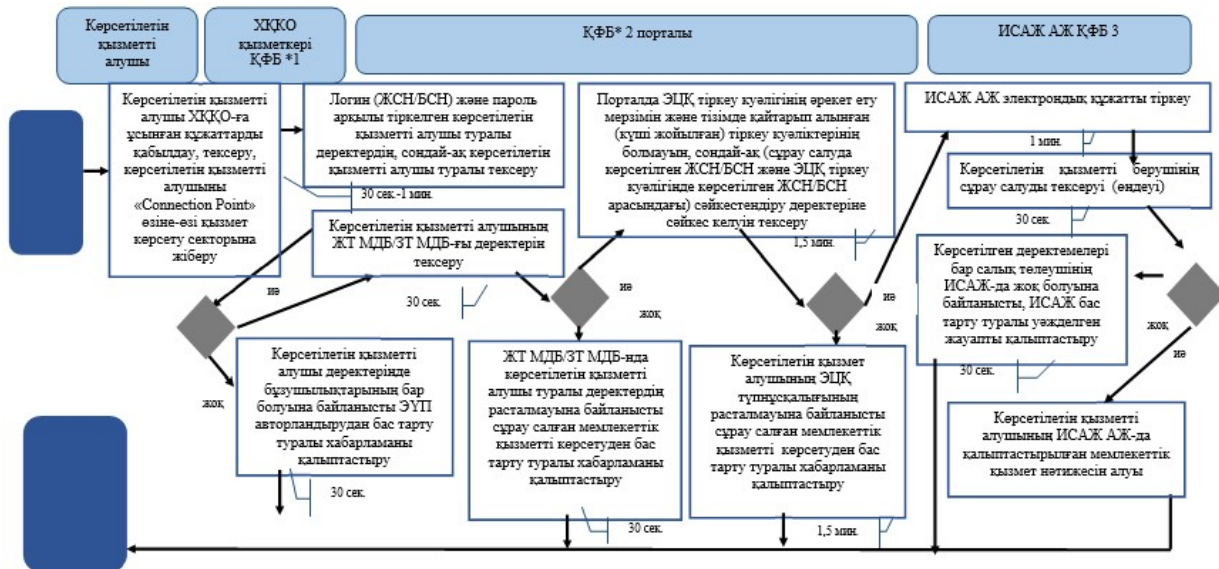 Көрсетілетін
қызметті
алушы
ХҚКО
қызметкері
ҚФБ *1
ҚФБ* 2 порталы
ИСАЖ АЖ ҚФБ 3
Көрсетілетін қызметті
алушы ХҚКО-ға
ұсынған құжаттарды
қабылдау, тексеру,
көрсетілетін қызметті
алушыны
«Connection Point»
өзіне-өзі қызмет
көрсету секторына
жіберу
Логин (ЖСН/БСН) және пароль
арқылы тіркелген көрсетілетін
қызметті алушы туралы
деректердің, сондай-ақ көрсетілетін
қызметті алушы туралы тексеру
30 сек.-1 мин.
Көрсетілетін қызметті алушының
ЖТ МДБ/ЗТ МДБ-ғы деректерін
тексеру
30 сек.
иә
жоқ
Көрсетілетін қызметті
алушы деректерінде
бұзушылықтарының бар
болуына байланысты ЭҮП
авторландырудан бас тарту
туралы хабарламаны
қалыптастыру
30 сек.
Порталда ЭЦҚ тіркеу куәлігінің әрекет ету
мерзімін және тізімде қайтарып алынған
(күші жойылған) тіркеу куәліктерінің
болмауын, сондай-ақ (сұрау салуда
көрсетілген ЖСН/БСН және ЭЦҚ тіркеу
куәлігінде көрсетілген ЖСН/БСН
арасындағы) сәйкестендіру деректеріне
сәйкес келуін тексеру
1,5 мин.
иә
жоқ
ЖТ МДБ/ЗТ МДБ-нда
көрсетілетін қызметті
алушы туралы деректердің
расталмауына байланысты
сұрау салған мемлекеттік
қызметті көрсетуден бас
тарту туралы хабарламаны
қалыптастыру
30 сек.
иә
жоқ
Көрсетілетін қызмет
алушының ЭЦҚ
түпнұсқалығының
расталмауына байланысты
сұрау салған мемлекеттік
қызметті көрсетуден бас
тарту туралы хабарламаны
қалыптастыру
1,5 мин.
ИСАЖ АЖ электрондық құжатты тіркеу
1 мин.
Көрсетілетін қызметті берушінің
сұрау салуды тексеруі (өңдеуі)
30 сек.
Көрсетілген деректемелері
бар салық төлеушінің
ИСАЖ-да жоқ болуына
байланысты, ИСАЖ бас
тарту туралы уәжделген
жауапты қалыптастыру
30 сек.
жоқ
иә
Көрсетілетін қызметті
алушының ИСАЖ АЖ-да
қалыптастырылған мемлекеттік
қызмет нәтижесін алуы